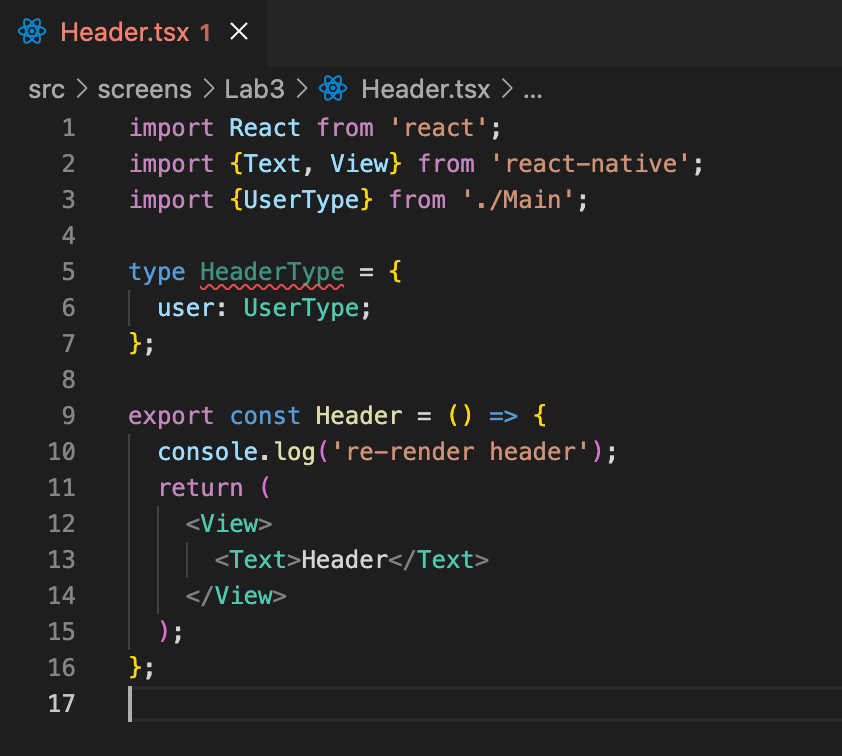 Header.tsx 1
src > screens > Lab3 > Header.tsx > ...
1 import React from 'react';
2 import {Text, View} from 'react-native';
3 import {UserType} from './Main';
4
5 type HeaderType = {
6   user: UserType;
7 };
8
9 export const Header = () => {
10   console.log('re-render header');
11   return (
12     <View>
13       <Text>Header</Text>
14     </View>
15   );
16 };
17